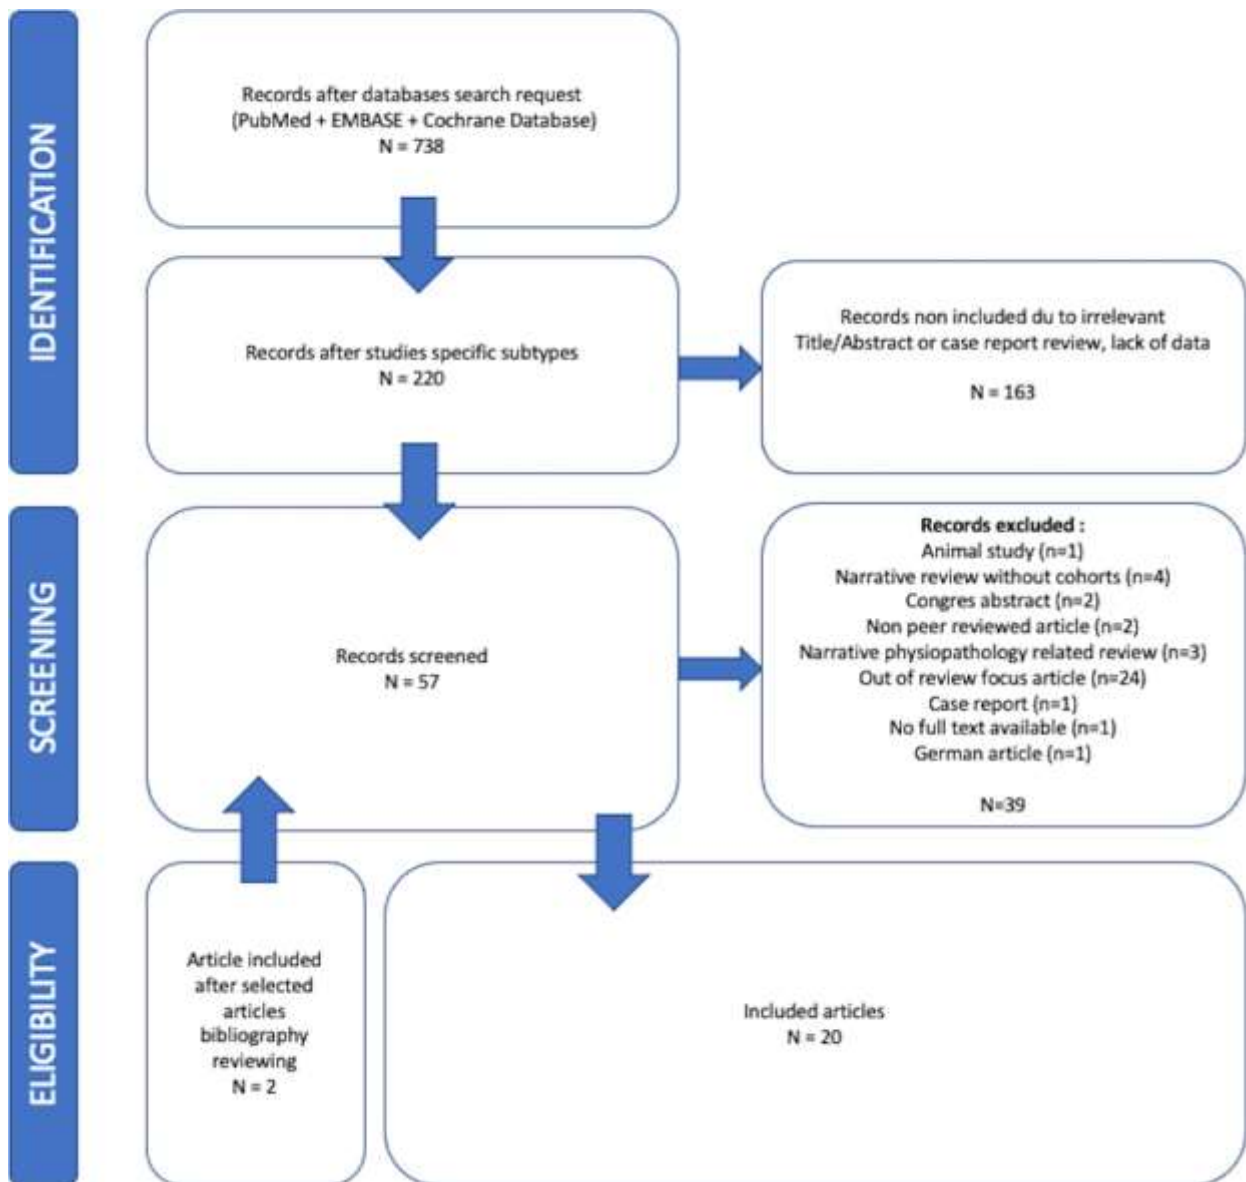 IDENTIFICATION
Records after databases search request
(PubMed + EMBASE + Cochrane Database)
N = 738
Records after studies specific subtypes
N = 220
Records non included du to irrelevant
Title/Abstract or case report review, lack of data
N = 163
SCREENING
Records screened
N = 57
Records excluded :
Animal study (n=1)
Narrative review without cohorts (n=4)
Congres abstract (n=2)
Non peer reviewed article (n=2)
Narrative physiopathology related review (n=3)
Out of review focus article (n=24)
Case report (n=1)
No full text available (n=1)
German article (n=1)
N=39
ELIGIBILITY
Article included
after selected
articles
bibliography
reviewing
N = 2
Included articles
N = 20